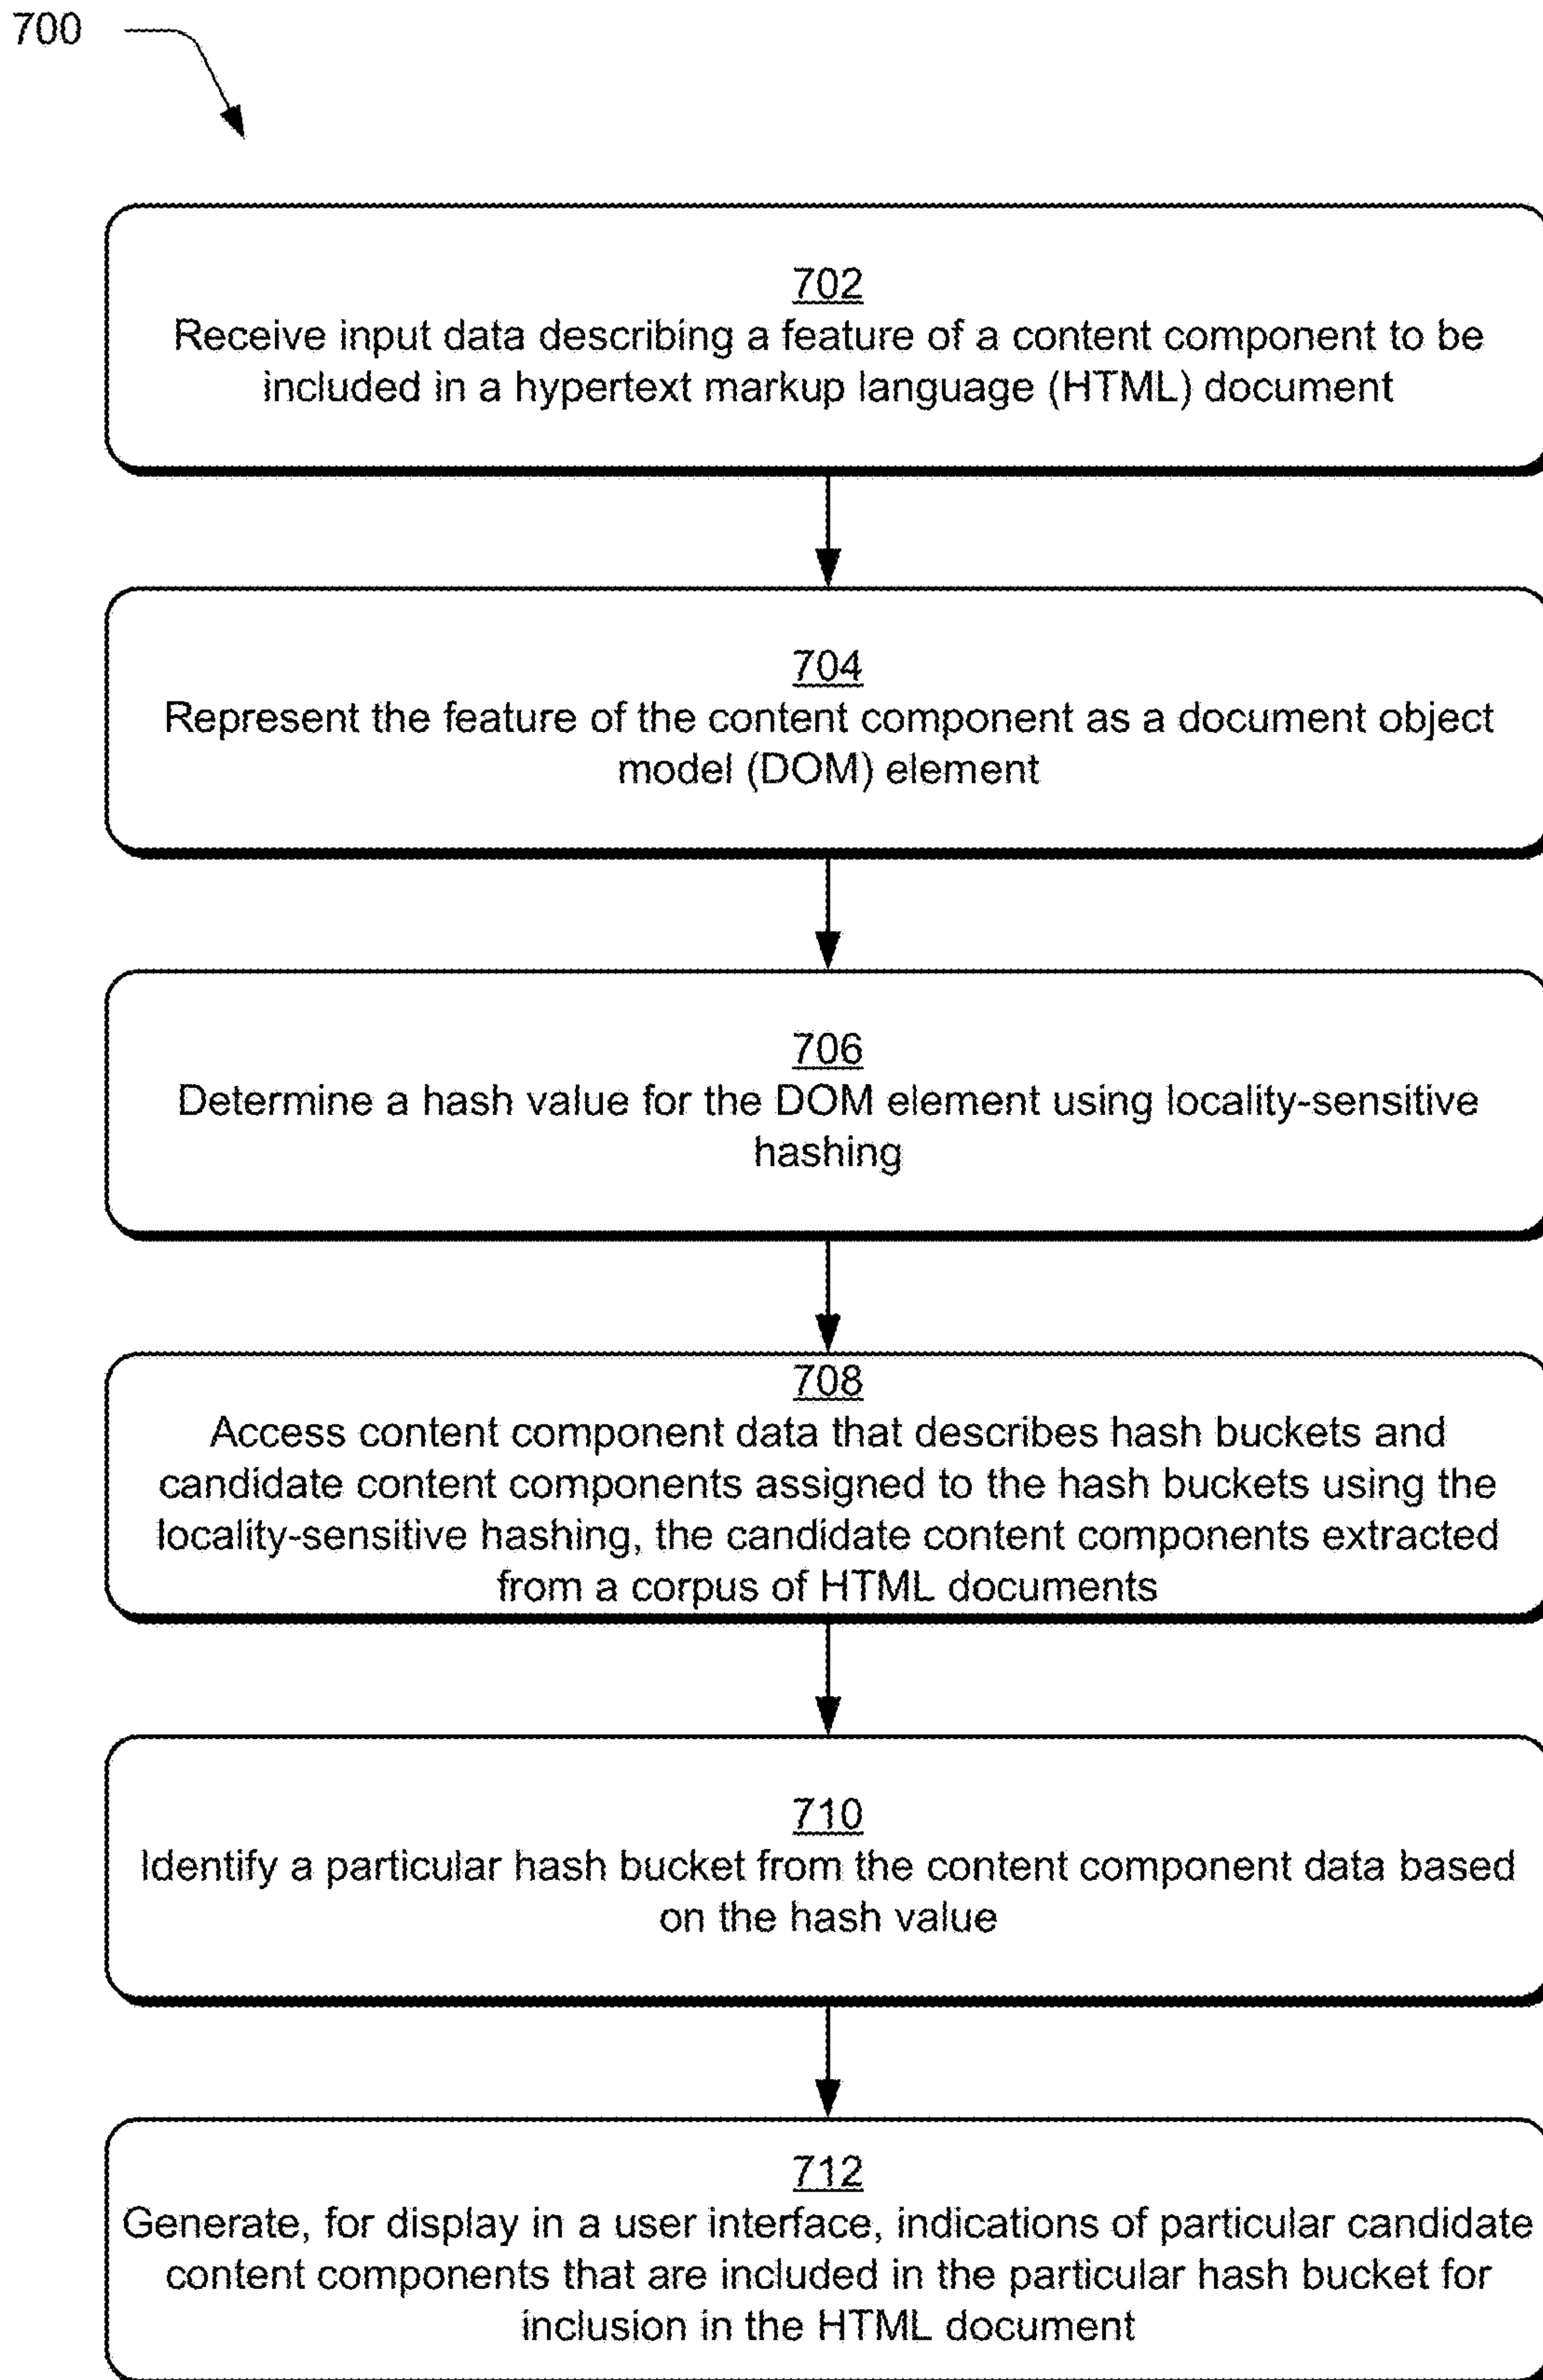 700
702
Receive input data describing a feature of a content component to be
included in a hypertext markup language (HTML) document
704
Represent the feature of the content component as a document object
model (DOM) element
706
Determine a hash value for the DOM element using locality-sensitive
hashing
708
Access content component data that describes hash buckets and
candidate content components assigned to the hash buckets using the
locality-sensitive hashing, the candidate content components extracted
from a corpus of HTML documents
710
Identify a particular hash bucket from the content component data based
on the hash value
712
Generate, for display in a user interface, indications of particular candidate
content components that are included in the particular hash bucket for
inclusion in the HTML document